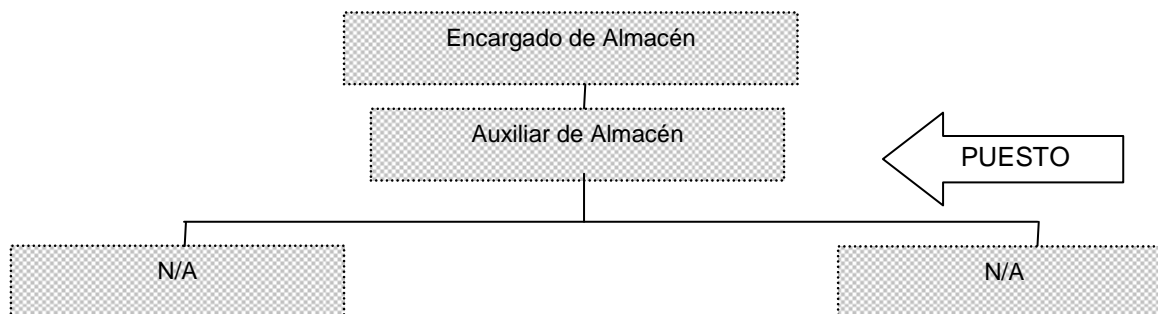 Encargado de Almacén
Auxiliar de Almacén
PUESTO
N/A
N/A